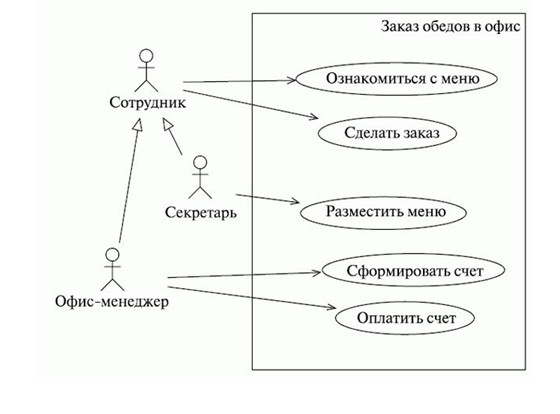 Заказ обедов в офис
Ознакомиться с меню
Сотрудник
Сделать заказ
Секретарь
Разместить меню
Сформировать счет
Офис-менеджер
Оплатить счет